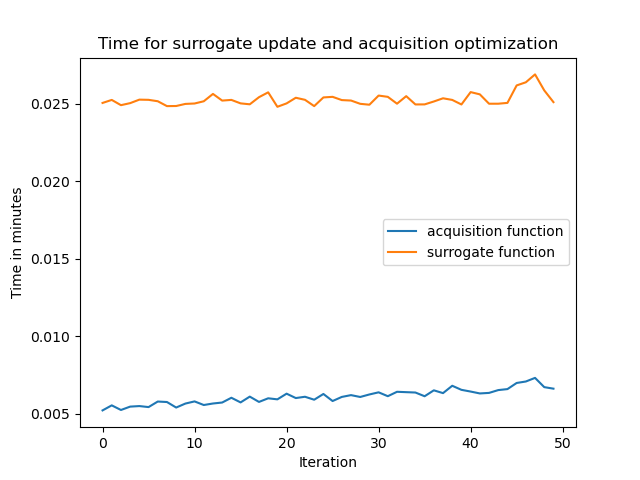 Time for surrogate update and acquisition optimization
0.025
0.020
0.015
0.010
0.005
Time in minutes
acquisition function
surrogate function
0 10 20 30 40 50
Iteration